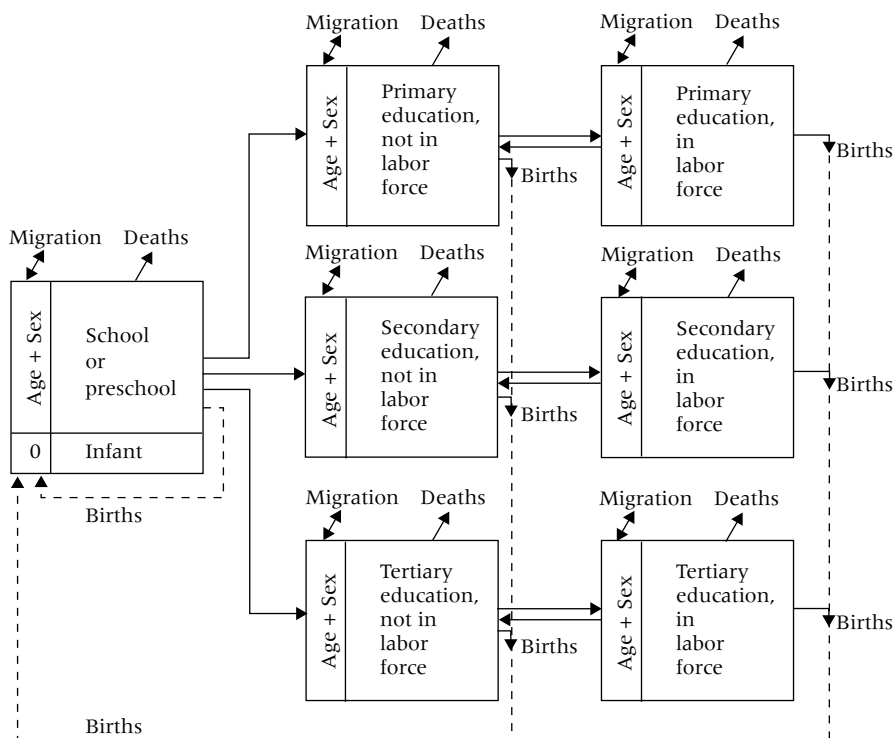 Migration Deaths
Migration Deaths
Age + Sex
Primary
education,
not in
labor
force
Births
Age + Sex
Primary
education,
in
labor
force
Births
Migration Deaths
Age + Sex
School
or
preschool
0 Infant
Births
Migration Deaths
Migration Deaths
Age + Sex
Secondary
education,
not in
labor
force
Births
Age + Sex
Secondary
education,
in
labor
force
Births
Migration Deaths
Migration Deaths
Age + Sex
Tertiary
education,
not in
labor
force
Births
Age + Sex
Tertiary
education,
in
labor
force
Births
Births